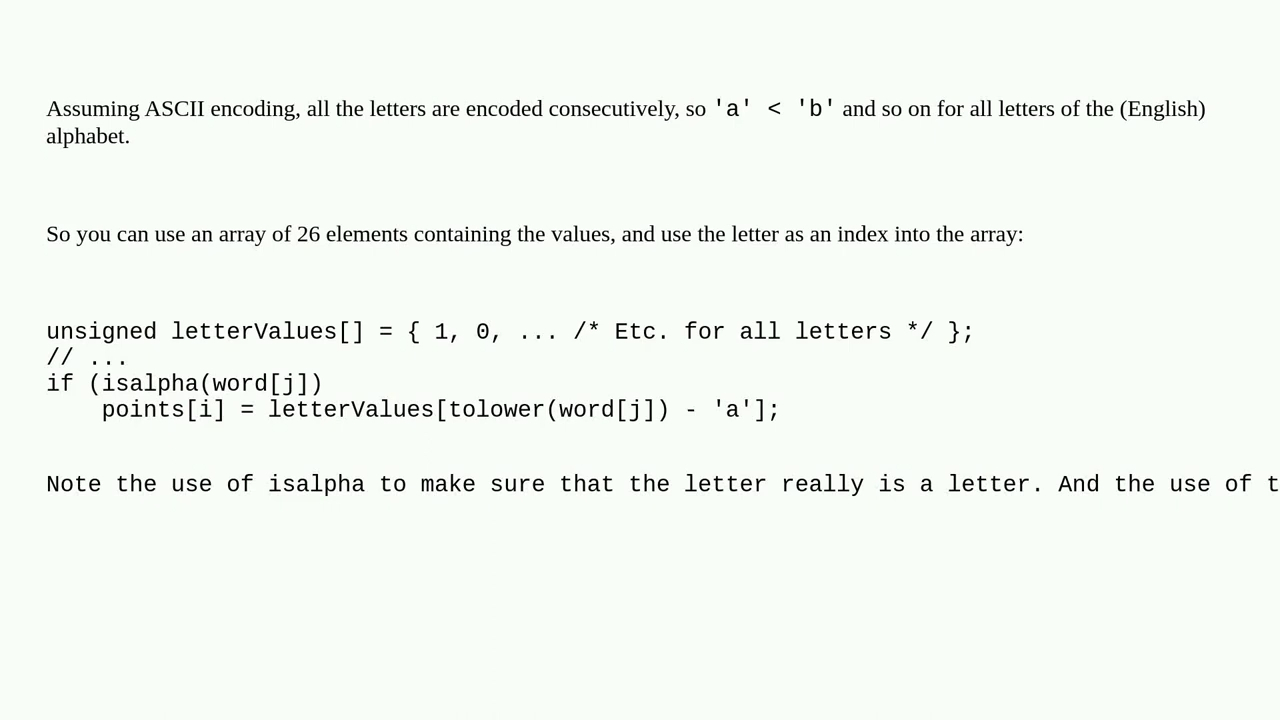 Assuming ASCII encoding, all the letters are encoded consecutively, so 'a' < 'b' and so on for all letters of the (English)
alphabet.
So you can use an array of 26 elements containing the values, and use the letter as an index into the array:
unsigned letterValues[] = { 1, 0, ... /* Etc. for all letters */ };
// ...
if (isalpha(word[j])
    points[i] = letterValues[tolower(word[j]) - 'a'];
Note the use of isalpha to make sure that the letter really is a letter. And the use of